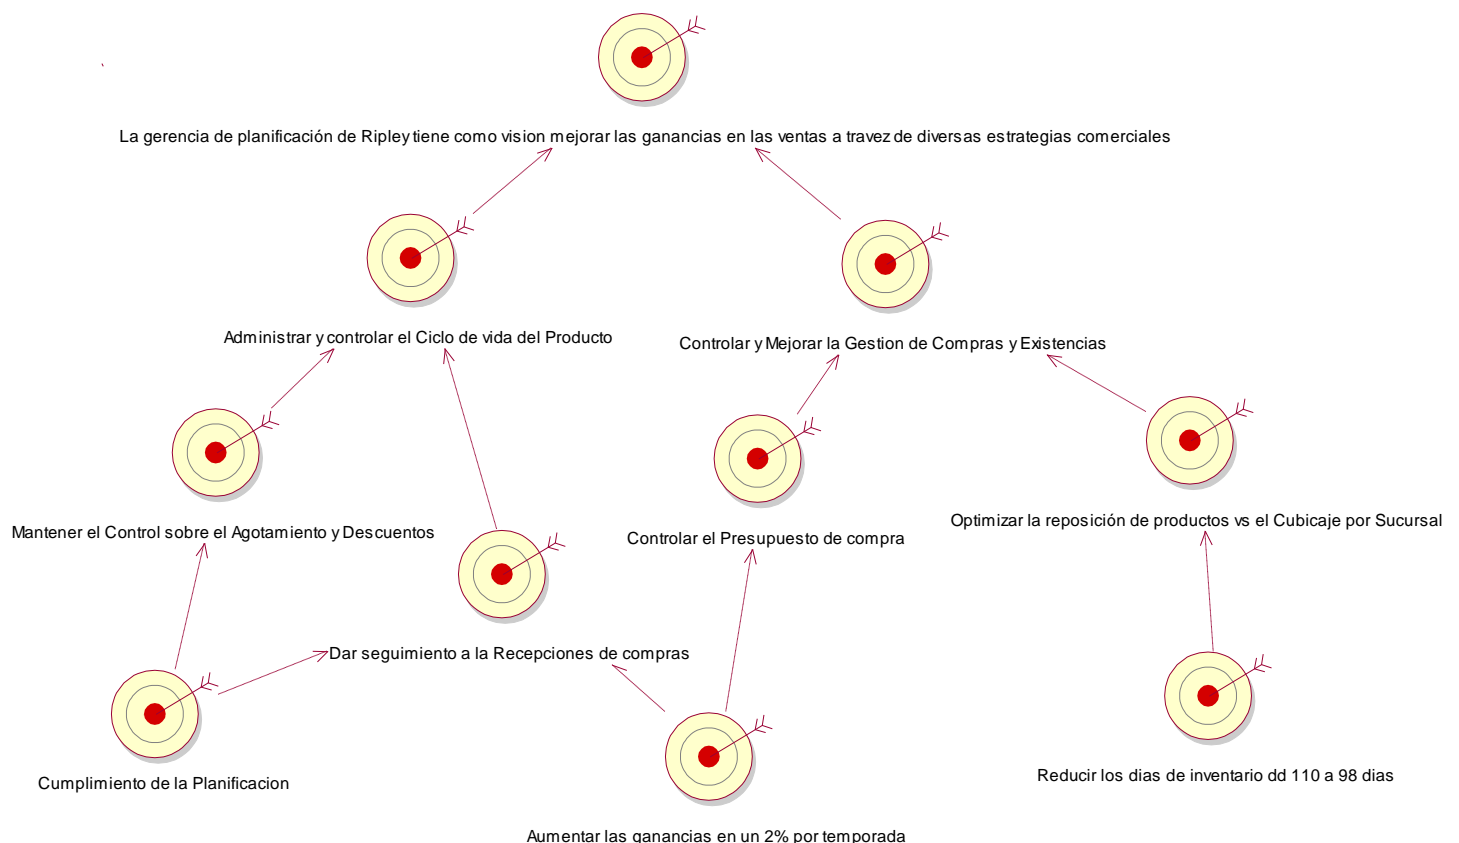 La gerencia de planificación de Ripley tiene como vision mejorar las ganancias en las ventas a travez de diversas estrategias comerciales
Administrar y controlar el Ciclo de vida del Producto
Controlar y Mejorar la Gestion de Compras y Existencias
Mantener el Control sobre el Agotamiento y Descuentos
Controlar el Presupuesto de compra
Optimizar la reposición de productos vs el Cubicaje por Sucursal
Dar seguimiento a la Recepciones de compras
Cumplimiento de la Planificacion
Reducir los dias de inventario dd 110 a 98 dias
Aumentar las ganancias en un 2% por temporada